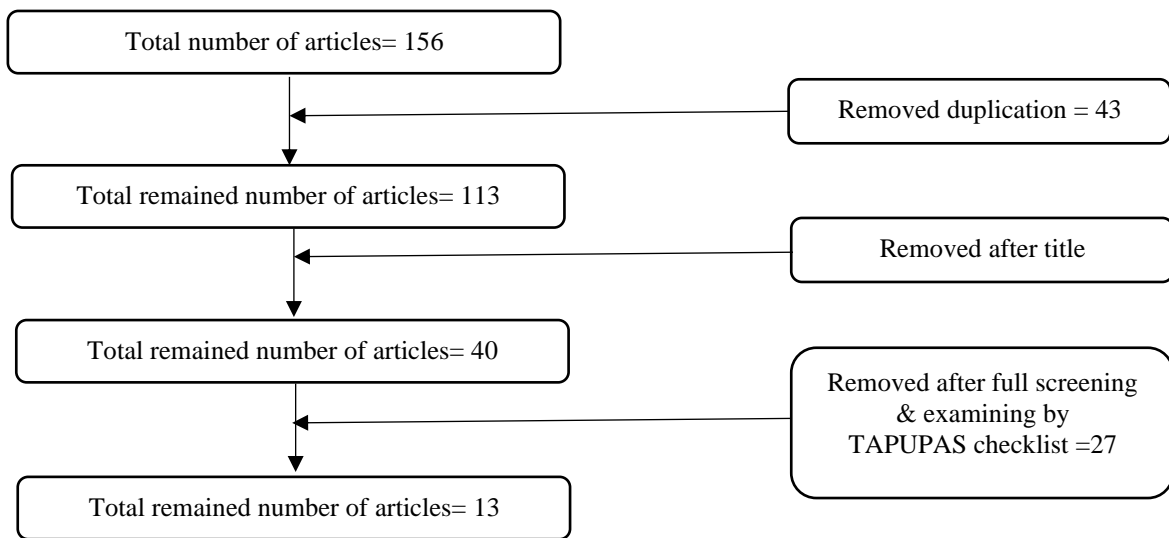 Total number of articles= 156
Removed duplication = 43
Total remained number of articles= 113
Removed after title
Total remained number of articles= 40
Removed after full screening
& examining by
TAPUPAS checklist =27
Total remained number of articles= 13